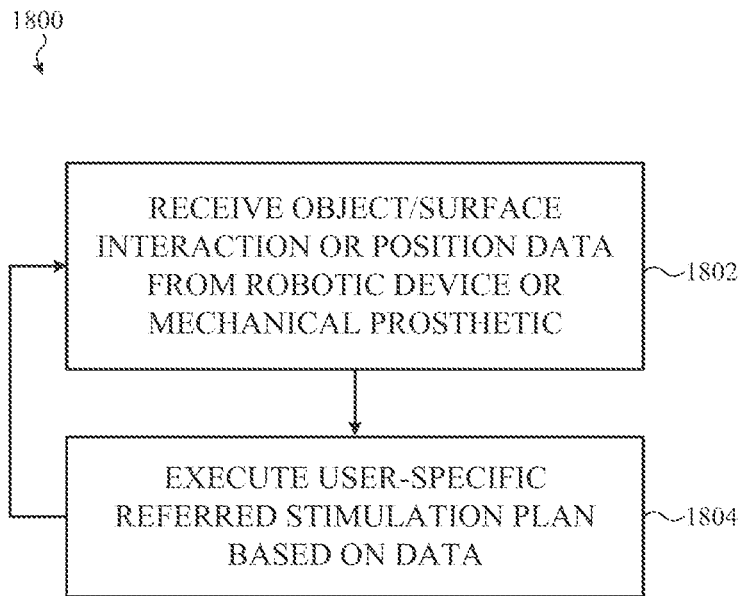 1800
RECEIVE OBJECT/SURFACE
INTERACTION OR POSITION DATA
FROM ROBOTIC DEVICE OR
MECHANICAL PROSTHETIC
1802
EXECUTE USER-SPECIFIC
REFERRED STIMULATION PLAN
BASED ON DATA
1804